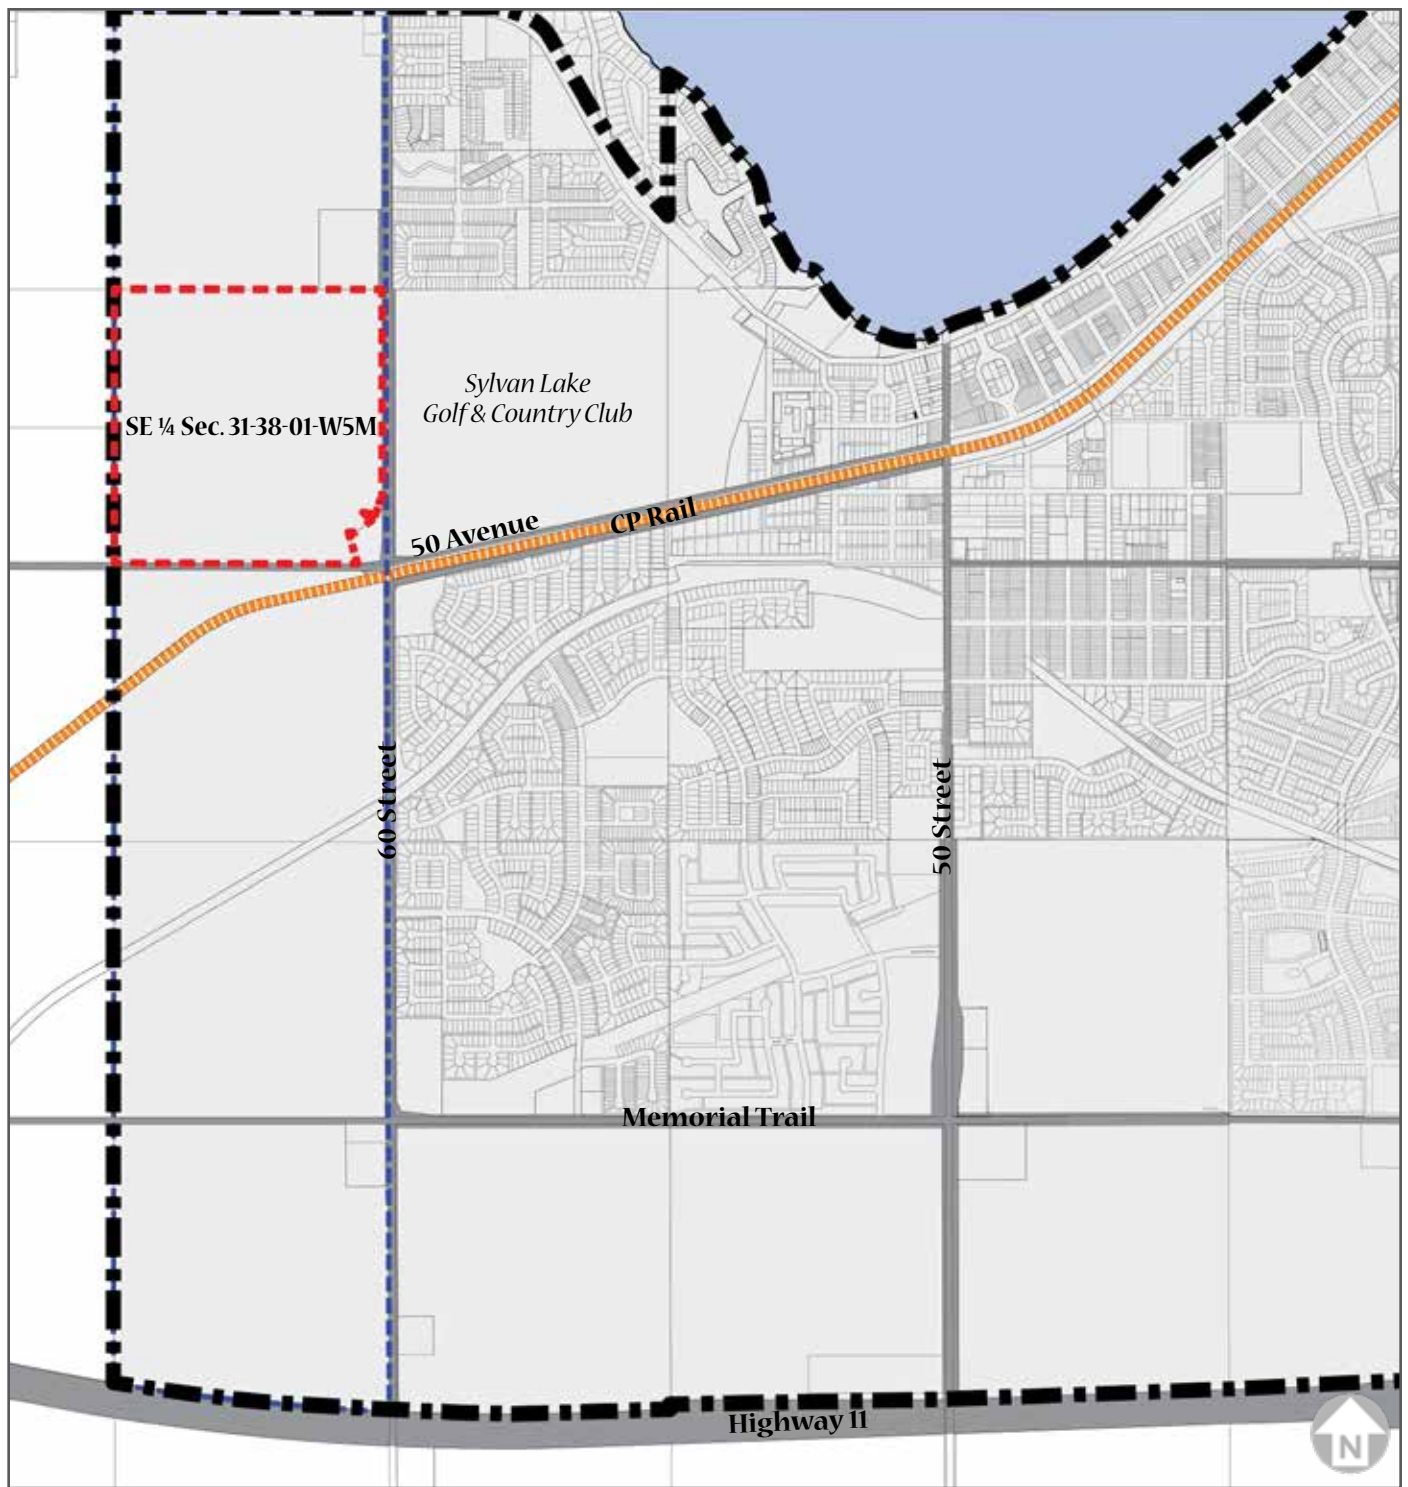 Sylvan Lake
Golf & Country Club
SE ¼ Sec. 31-38-01-W5M
50 Avenue
CP Rail
60 Street
50 Street
Memorial Trail
Highway 11
N